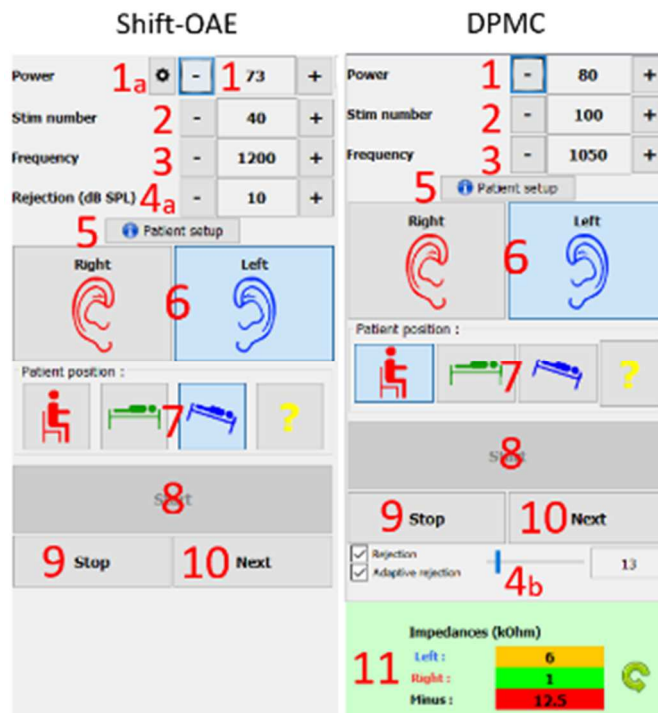 Shift-OAE
Power 1a - 1 73 +
Stim number 2 - 40 +
Frequency 3 - 1200 +
Rejection (dB SPL) 4a - 10 +
5 Patient setup
Right Left
6
Patient position :
7 ?
Start
8
9 Stop 10 Next
DPMC
Power 1 - 80 +
Stim number 2 - 100 +
Frequency 3 - 1050 +
5 Patient setup
Right Left
6
Patient position :
7 ?
Start
8
9 Stop 10 Next
Rejection
Adaptive rejection 4b 13
Impedances (kOhm)
Left : 6
11 Right : 1
Minus : 12.5